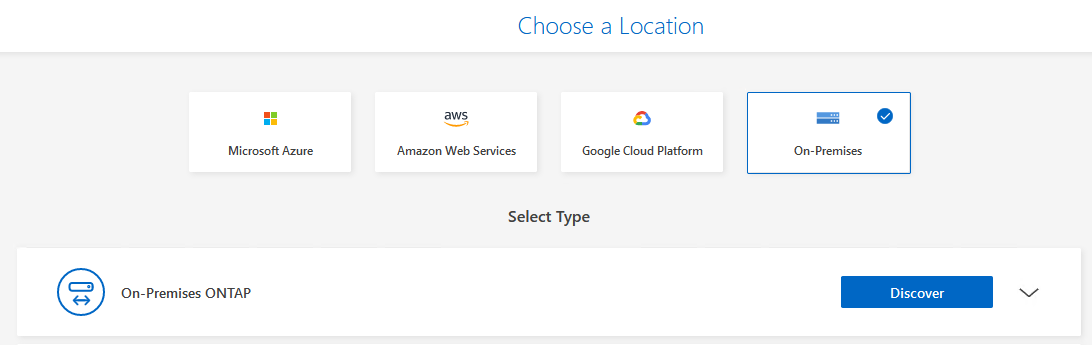 Choose a Location
aws
Microsoft Azure
Amazon Web Services
Google Cloud Platform
On-Premises
Select Type
On-Premises ONTAP
Discover